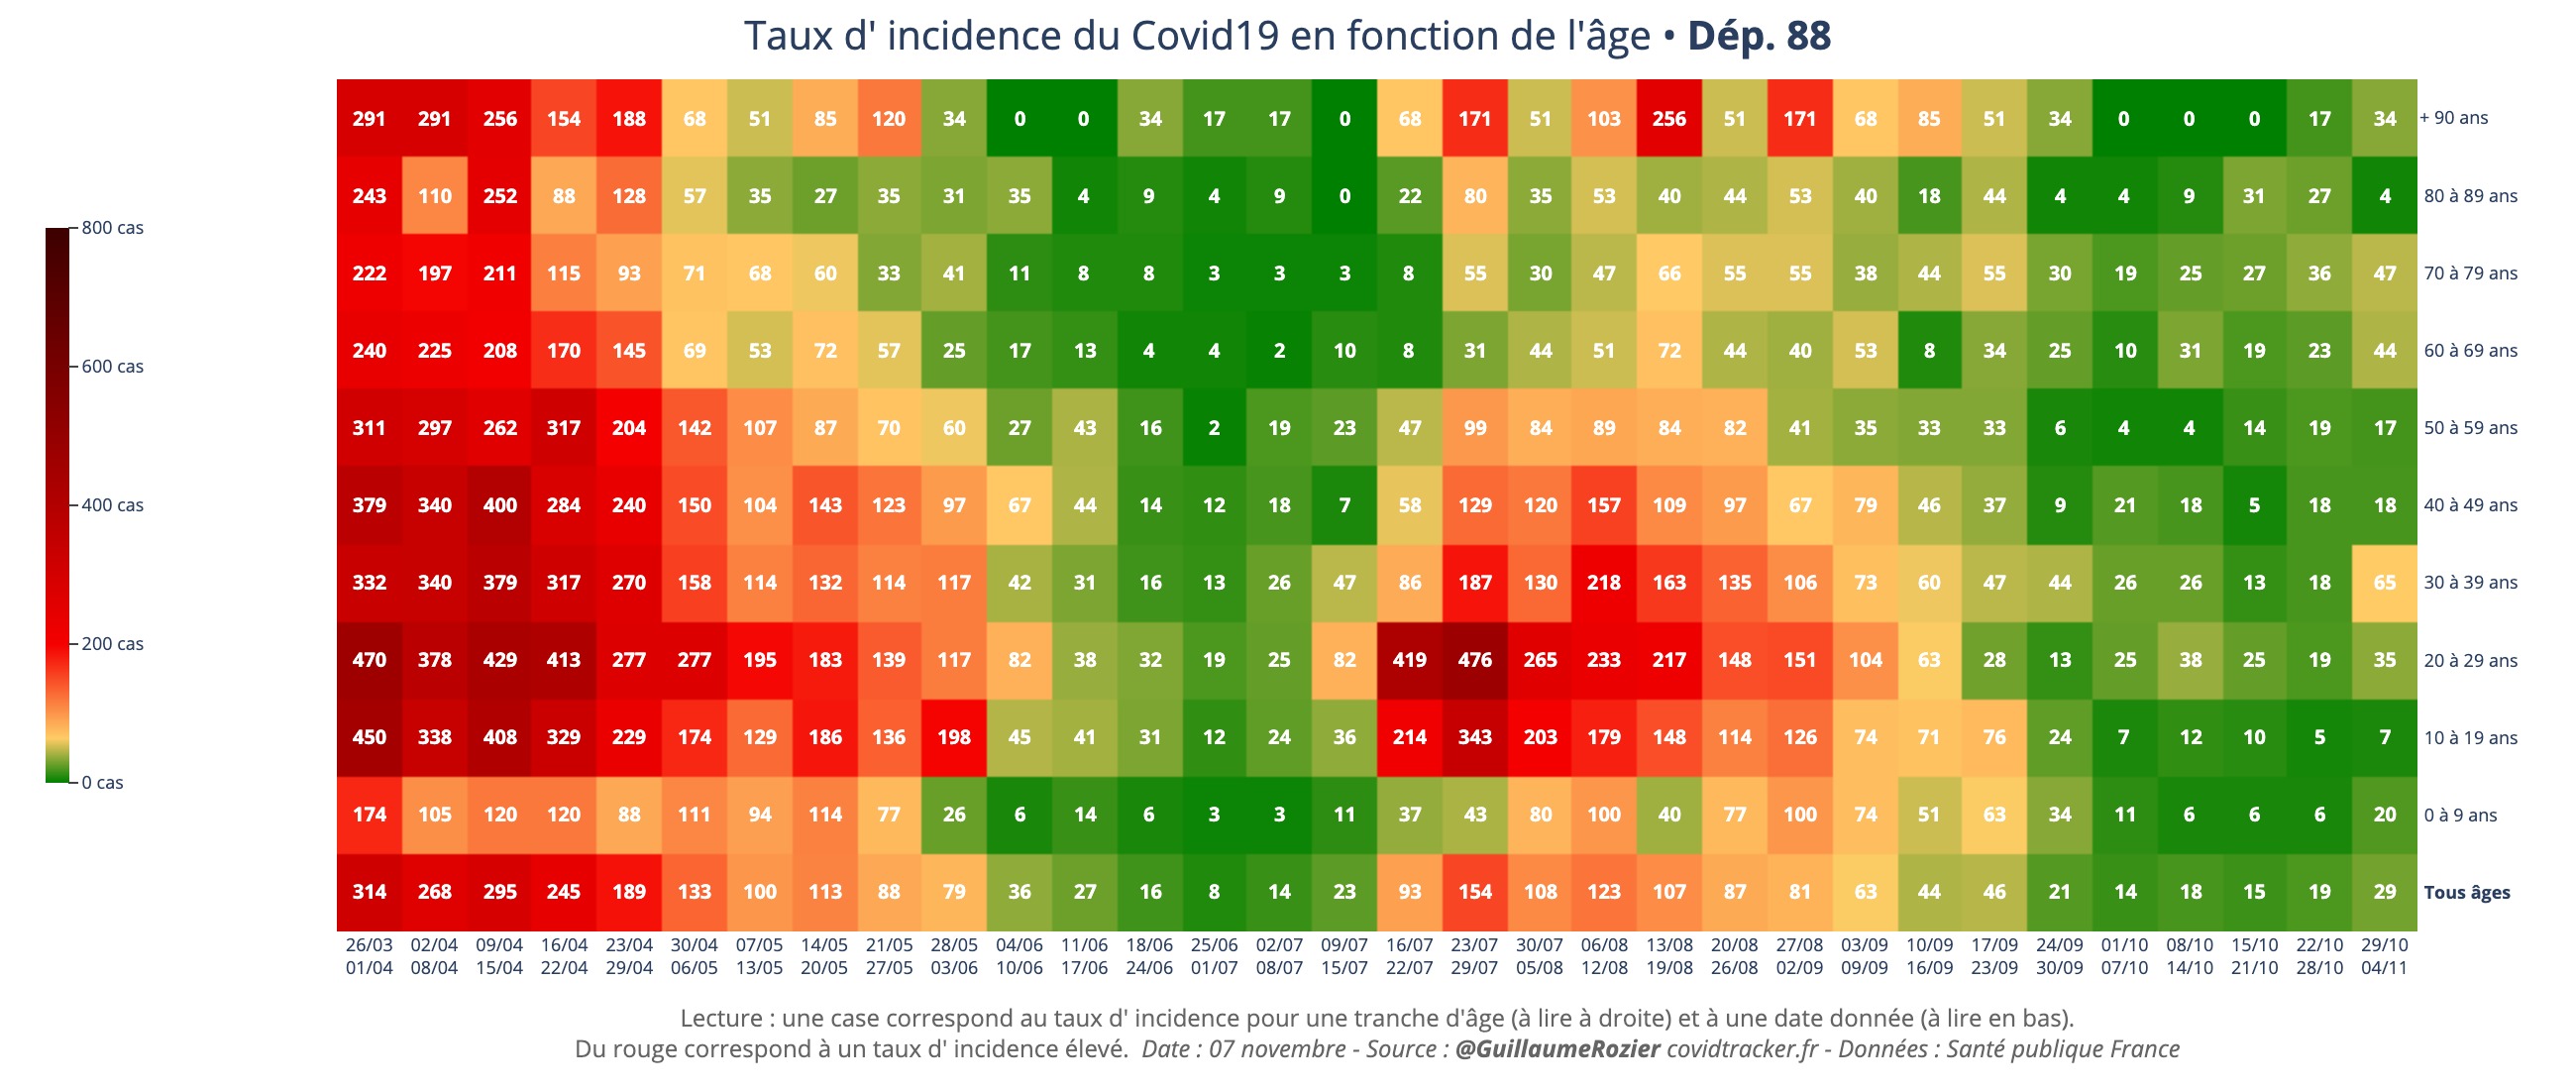 Taux d' incidence du Covid19 en fonction de l'âge • Dép. 88
800 cas
600 cas
400 cas
200 cas
0 cas
291 291 256 154 188 68 51 85 120 34 0 0 34 17 17 0 68 171 51 103 256 51 171 68 85 51 34 0 0 0 17 34 + 90 ans
243 110 252 88 128 57 35 27 35 31 35 4 9 4 9 0 22 80 35 53 40 44 53 40 18 44 4 4 9 31 27 4 80 à 89 ans
222 197 211 115 93 71 68 60 33 41 11 8 8 3 3 3 8 55 30 47 66 55 55 38 44 55 30 19 25 27 36 47 70 à 79 ans
240 225 208 170 145 69 53 72 57 25 17 13 4 4 2 10 8 31 44 51 72 44 40 53 8 34 25 10 31 19 23 44 60 à 69 ans
311 297 262 317 204 142 107 87 70 60 27 43 16 2 19 23 47 99 84 89 84 82 41 35 33 33 6 4 4 14 19 17 50 à 59 ans
379 340 400 284 240 150 104 143 123 97 67 44 14 12 18 7 58 129 120 157 109 97 67 79 46 37 9 21 18 5 18 18 40 à 49 ans
332 340 379 317 270 158 114 132 114 117 42 31 16 13 26 47 86 187 130 218 163 135 106 73 60 47 44 26 26 13 18 65 30 à 39 ans
470 378 429 413 277 277 195 183 139 117 82 38 32 19 25 82 419 476 265 233 217 148 151 104 63 28 13 25 38 25 19 35 20 à 29 ans
450 338 408 329 229 174 129 186 136 198 45 41 31 12 24 36 214 343 203 179 148 114 126 74 71 76 24 7 12 10 5 7 10 à 19 ans
174 105 120 120 88 111 94 114 77 26 6 14 6 3 3 11 37 43 80 100 40 77 100 74 51 63 34 11 6 6 6 20 0 à 9 ans
314 268 295 245 189 133 100 113 88 79 36 27 16 8 14 23 93 154 108 123 107 87 81 63 44 46 21 14 18 15 19 29 Tous âges
26/03 02/04 09/04 16/04 23/04 30/04 07/05 14/05 21/05 28/05 04/06 11/06 18/06 25/06 02/07 09/07 16/07 23/07 30/07 06/08 13/08 20/08 27/08 03/09 10/09 17/09 24/09 01/10 08/10 15/10 22/10 29/10
01/04 08/04 15/04 22/04 29/04 06/05 13/05 20/05 27/05 03/06 10/06 17/06 24/06 01/07 08/07 15/07 22/07 29/07 05/08 12/08 19/08 26/08 02/09 09/09 16/09 23/09 30/09 07/10 14/10 21/10 28/10 04/11
Lecture : une case correspond au taux d' incidence pour une tranche d'âge (à lire à droite) et à une date donnée (à lire en bas).
Du rouge correspond à un taux d' incidence élevé. Date : 07 novembre - Source : @GuillaumeRozier covidtracker.fr - Données : Santé publique France